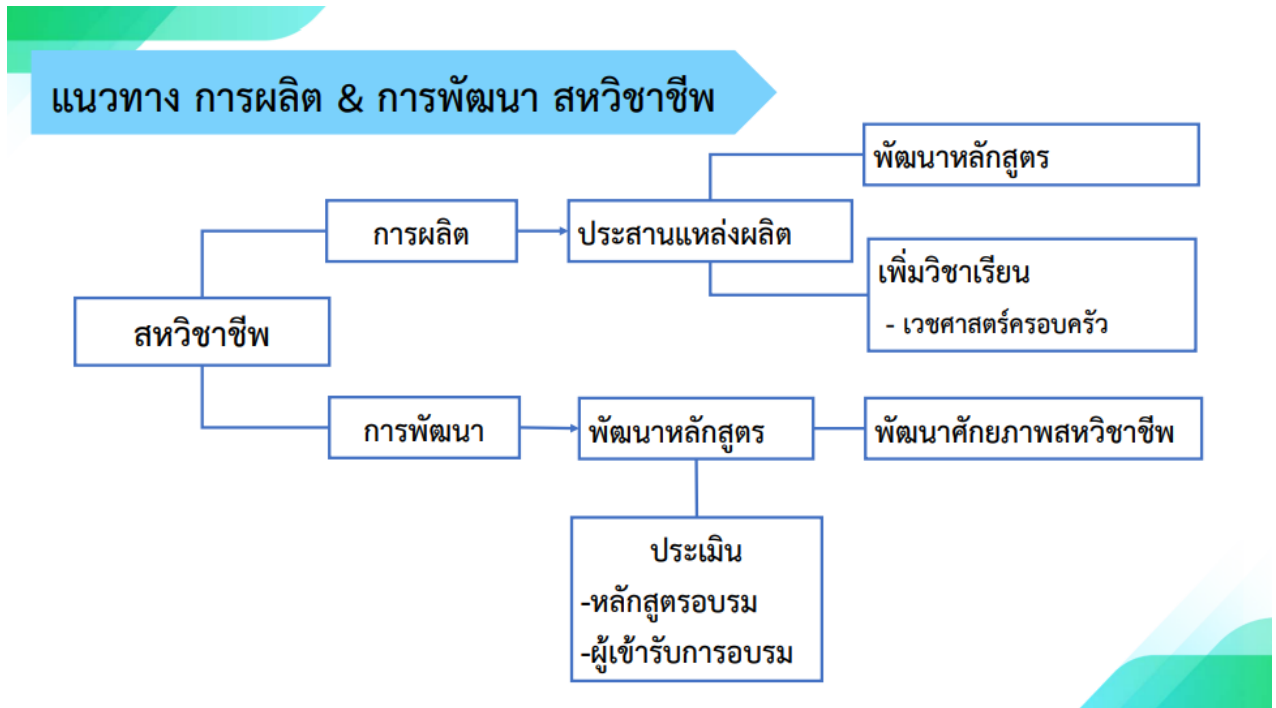 แนวทาง การผลิต & การพัฒนา สหวิชาชีพ
พัฒนาหลักสูตร
การผลิต
ประสานแหล่งผลิต
เพิ่มวิชาเรียน
- เวชศาสตร์ครอบครัว
สหวิชาชีพ
การพัฒนา
พัฒนาหลักสูตร
พัฒนาศักยภาพสหวิชาชีพ
ประเมิน
-หลักสูตรอบรม
-ผู้เข้ารับการอบรม